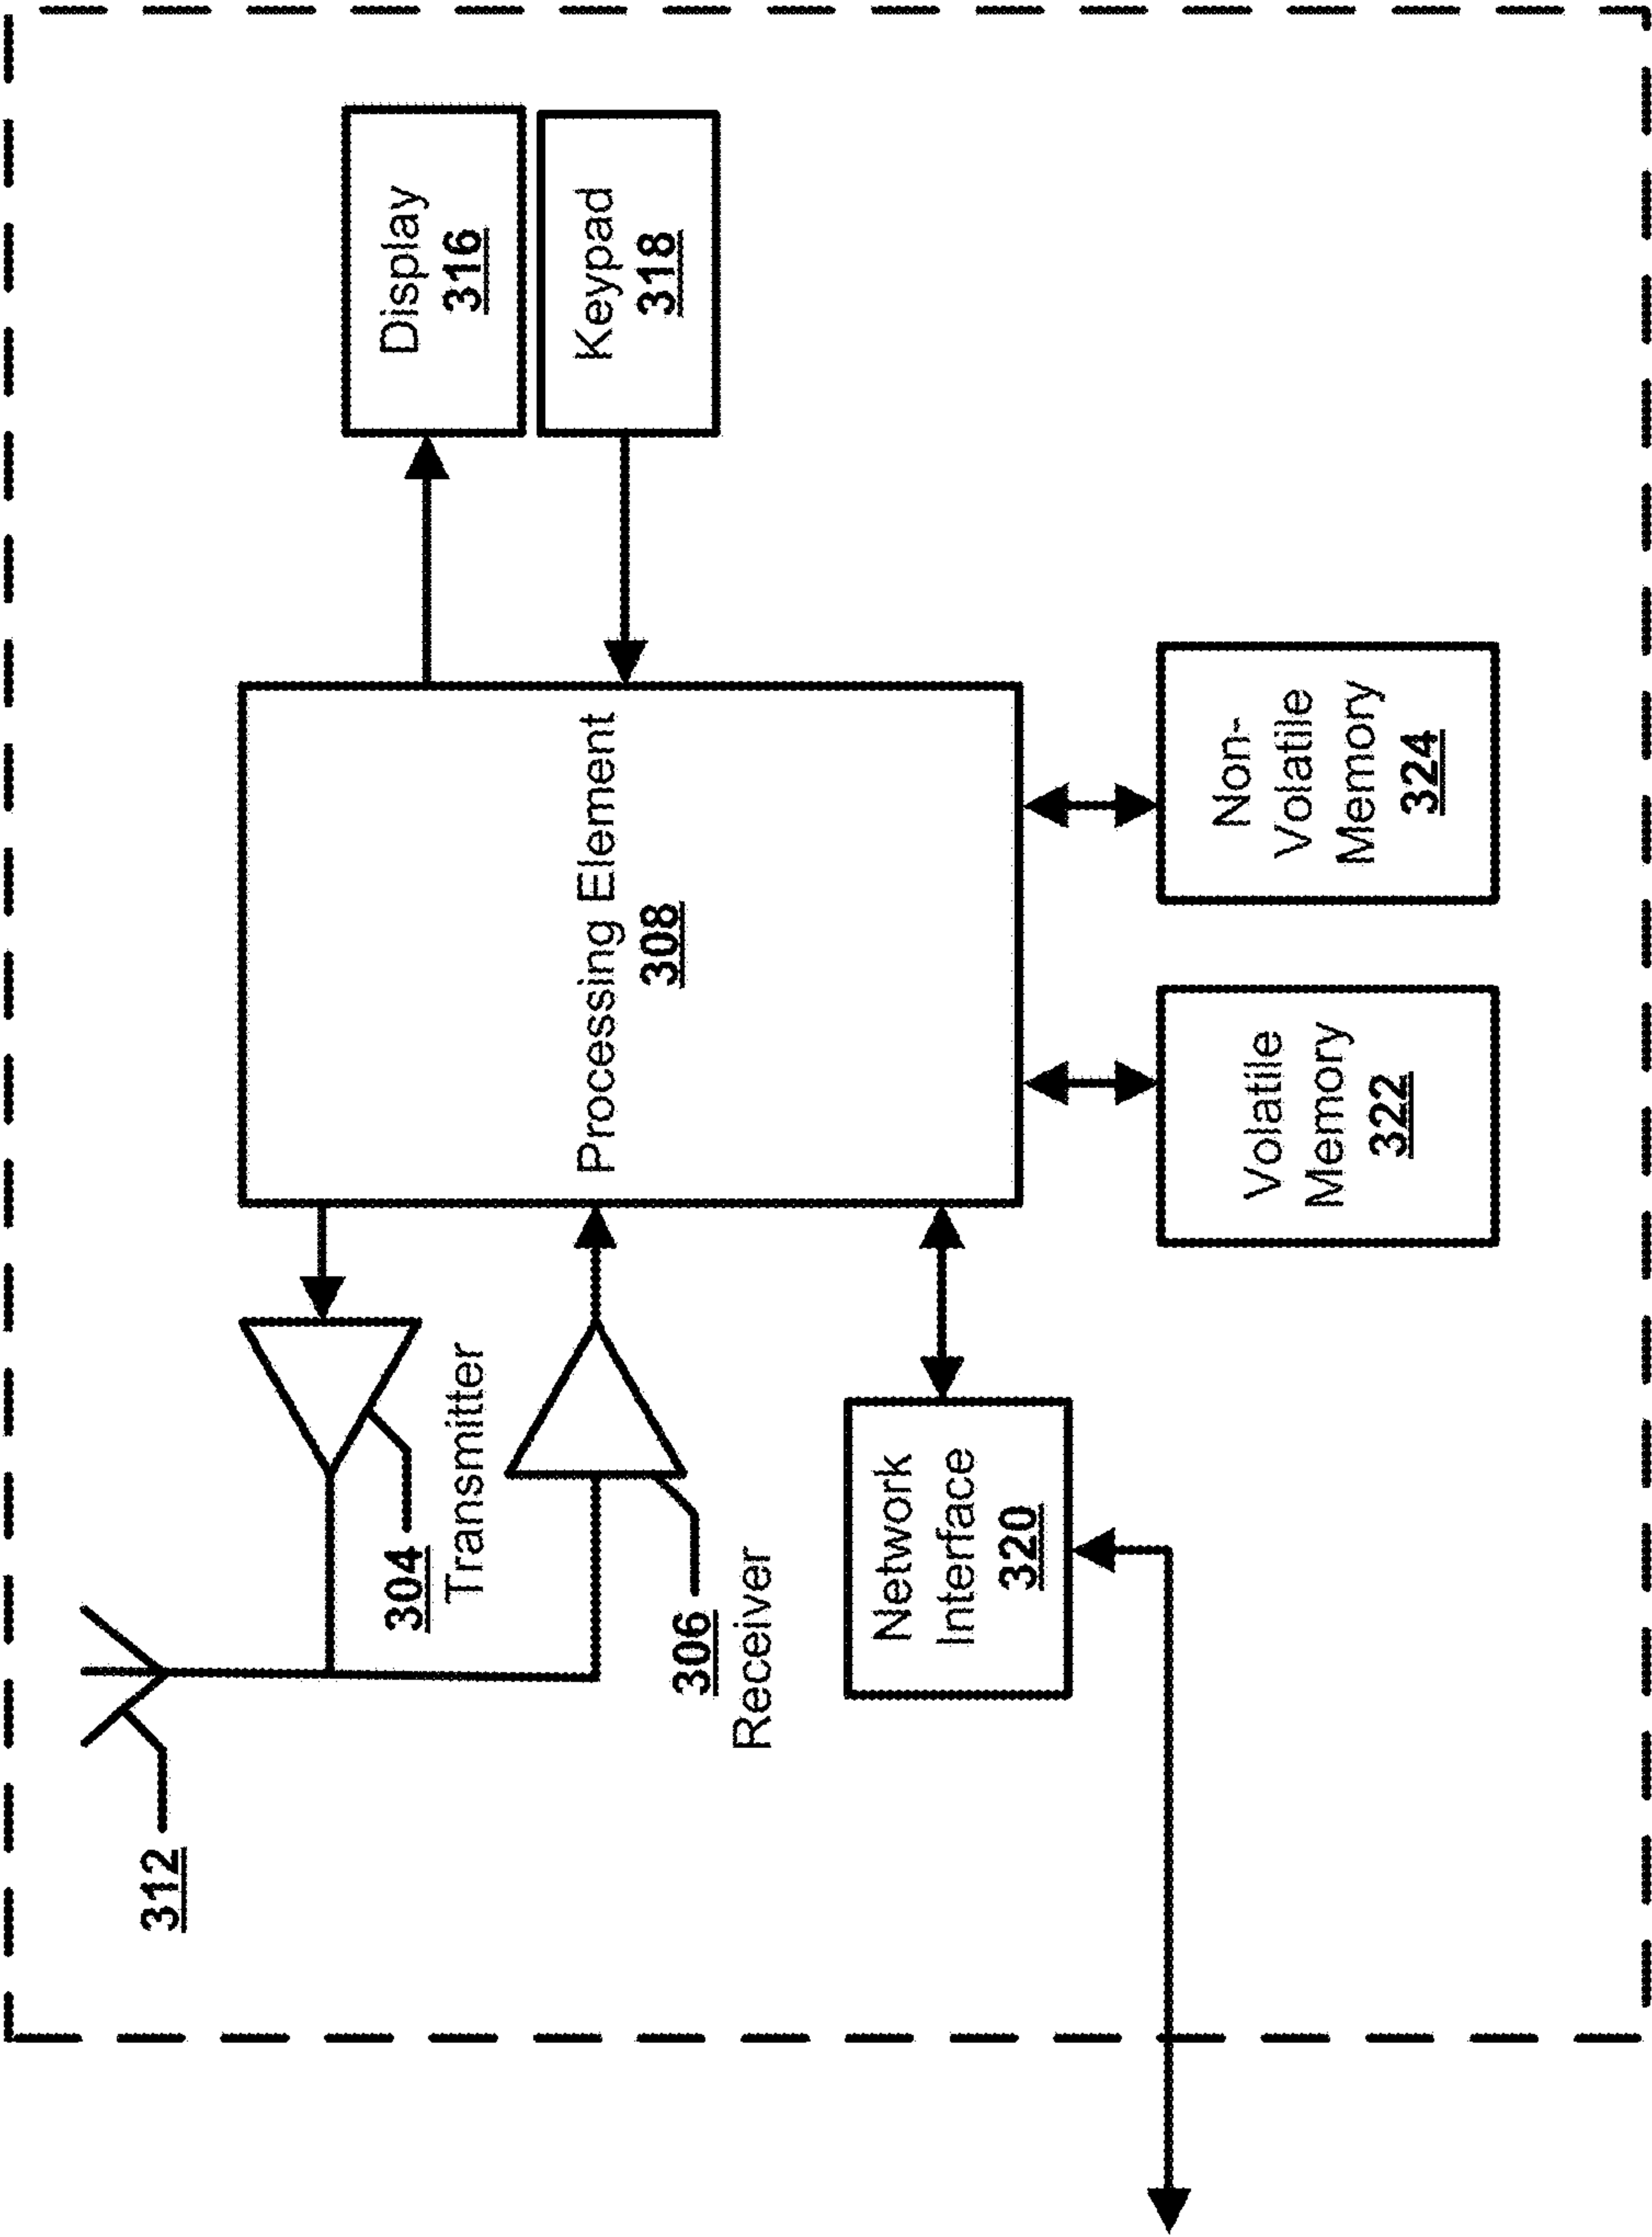 312
304
Transmitter
306
Receiver
Network
Interface
320
Processing Element
308
Display
316
Keypad
318
Volatile
Memory
322
Non-
Volatile
Memory
324